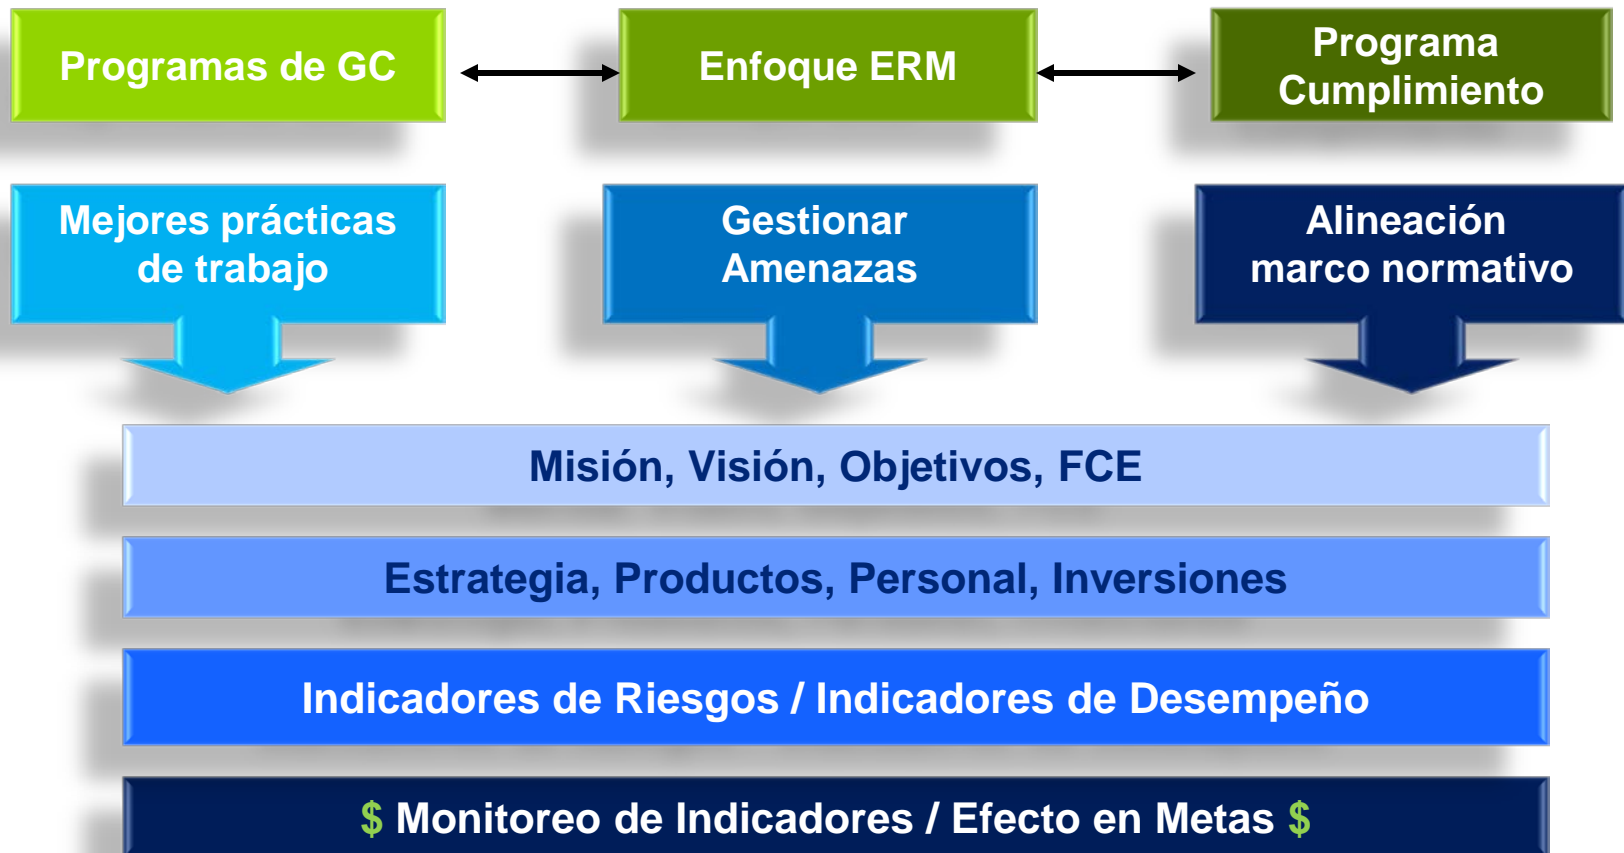 Programas de GC
Enfoque ERM
Programa
Cumplimiento
Mejores prácticas
de trabajo
Gestionar
Amenazas
Alineación
marco normativo
Misión, Visión, Objetivos, FCE
Estrategia, Productos, Personal, Inversiones
Indicadores de Riesgos / Indicadores de Desempeño
$ Monitoreo de Indicadores / Efecto en Metas $